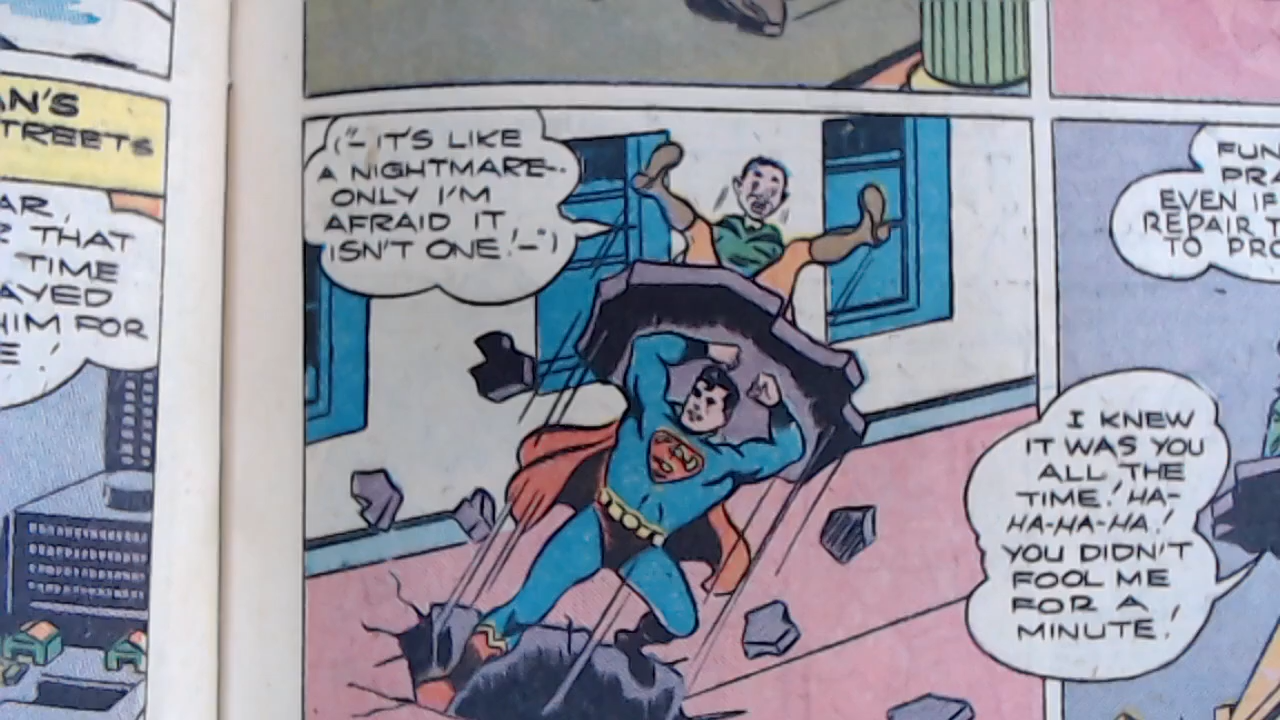 AN'S
TREETS
AR,
THAT
TIME
AYED
HIM FOR
E!
("–IT'S LIKE
A NIGHTMARE--
ONLY I'M
AFRAID IT
ISN'T ONE!–")
I KNEW
IT WAS YOU
ALL THE
TIME! HA-
HA-HA-HA!
YOU DIDN'T
FOOL ME
FOR A
MINUTE!
FUN
PRA
EVEN IF
REPAIR T
TO PRO